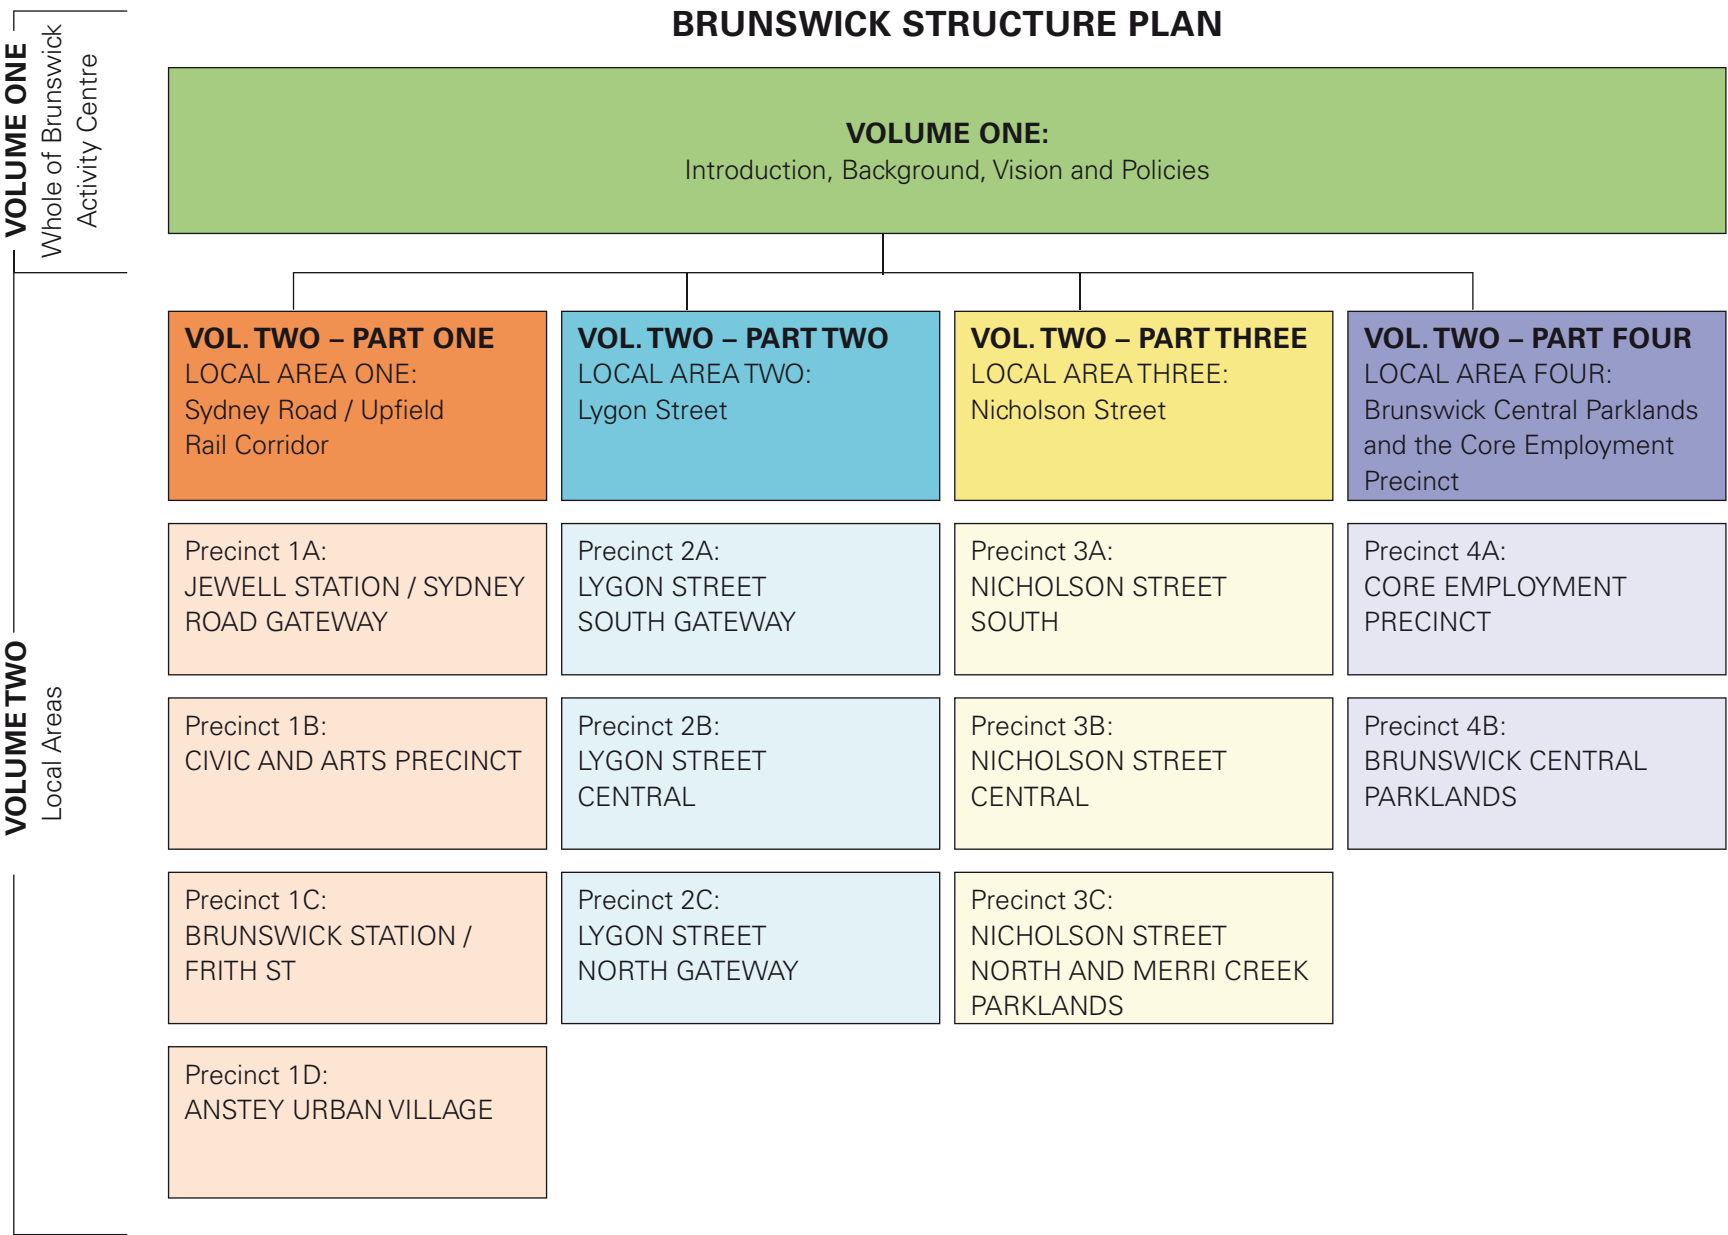 BRUNSWICK STRUCTURE PLAN
VOLUME ONE
Whole of Brunswick
Activity Centre
VOLUME ONE:
Introduction, Background, Vision and Policies
VOLUME TWO
Local Areas
VOL. TWO – PART ONE
LOCAL AREA ONE:
Sydney Road / Upfield
Rail Corridor
Precinct 1A:
JEWELL STATION / SYDNEY
ROAD GATEWAY
Precinct 1B:
CIVIC AND ARTS PRECINCT
Precinct 1C:
BRUNSWICK STATION /
FRITH ST
Precinct 1D:
ANSTEY URBAN VILLAGE
VOL. TWO – PART TWO
LOCAL AREA TWO:
Lygon Street
Precinct 2A:
LYGON STREET
SOUTH GATEWAY
Precinct 2B:
LYGON STREET
CENTRAL
Precinct 2C:
LYGON STREET
NORTH GATEWAY
VOL. TWO – PART THREE
LOCAL AREA THREE:
Nicholson Street
Precinct 3A:
NICHOLSON STREET
SOUTH
Precinct 3B:
NICHOLSON STREET
CENTRAL
Precinct 3C:
NICHOLSON STREET
NORTH AND MERRI CREEK
PARKLANDS
VOL. TWO – PART FOUR
LOCAL AREA FOUR:
Brunswick Central Parklands
and the Core Employment
Precinct
Precinct 4A:
CORE EMPLOYMENT
PRECINCT
Precinct 4B:
BRUNSWICK CENTRAL
PARKLANDS